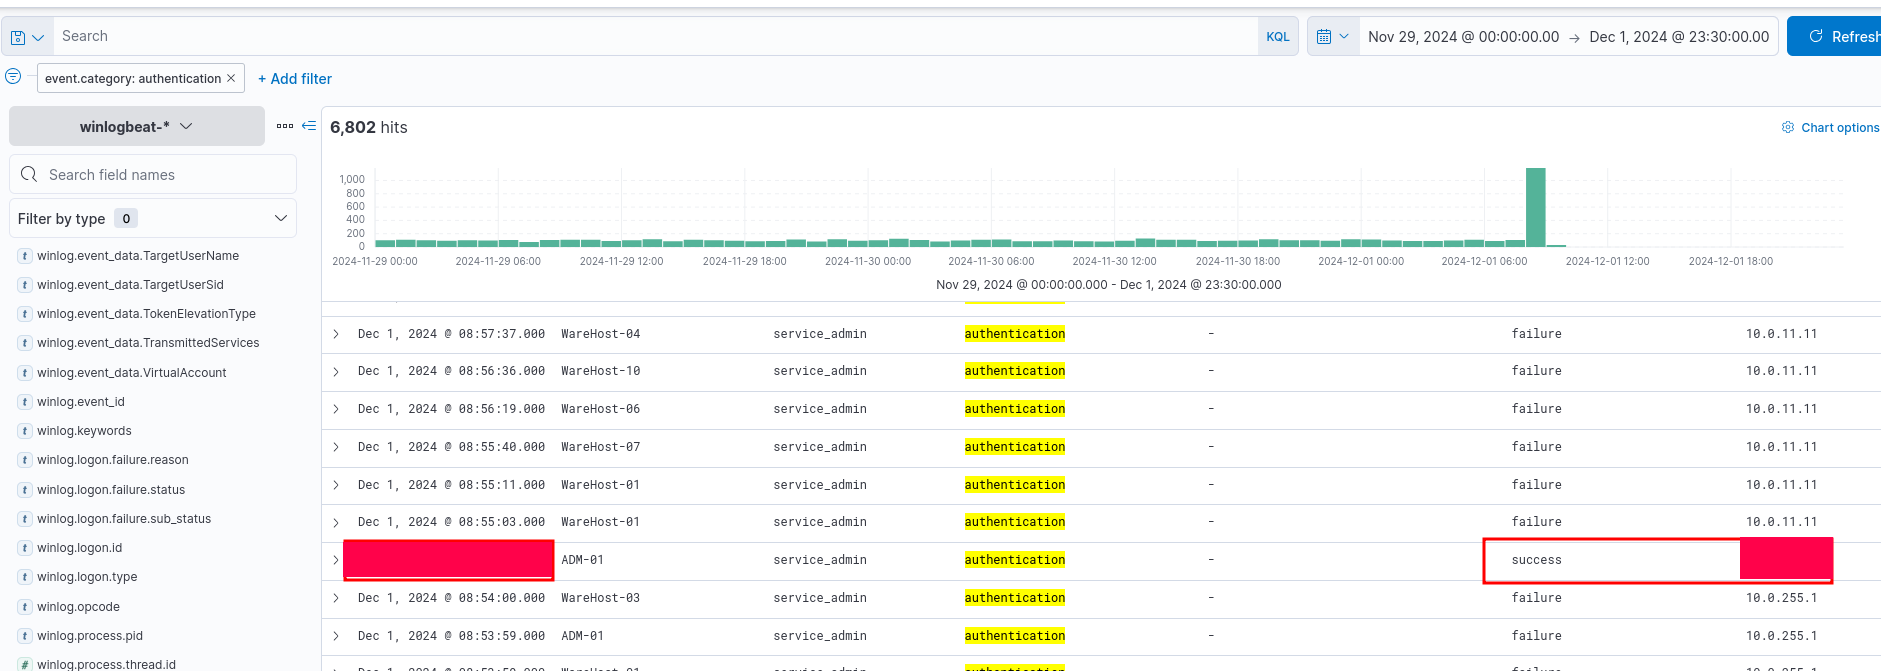 Search KQL Nov 29, 2024 @ 00:00:00.00 → Dec 1, 2024 @ 23:30:00.00 Refresh
event.category: authentication × + Add filter
winlogbeat-*
Search field names
Filter by type 0
t winlog.event_data.TargetUserName
t winlog.event_data.TargetUserSid
t winlog.event_data.TokenElevationType
t winlog.event_data.TransmittedServices
t winlog.event_data.VirtualAccount
t winlog.event_id
t winlog.keywords
t winlog.logon.failure.reason
t winlog.logon.failure.status
t winlog.logon.failure.sub_status
t winlog.logon.id
t winlog.logon.type
t winlog.opcode
t winlog.process.pid
# winlog.process.thread.id
6,802 hits Chart options
1,000
800
600
400
200
0
2024-11-29 00:00 2024-11-29 06:00 2024-11-29 12:00 2024-11-29 18:00 2024-11-30 00:00 2024-11-30 06:00 2024-11-30 12:00 2024-11-30 18:00 2024-12-01 00:00 2024-12-01 06:00 2024-12-01 12:00 2024-12-01 18:00
Nov 29, 2024 @ 00:00:00.000 - Dec 1, 2024 @ 23:30:00.000
Dec 1, 2024 @ 08:57:37.000 WareHost-04 service_admin authentication - failure 10.0.11.11
Dec 1, 2024 @ 08:56:36.000 WareHost-10 service_admin authentication - failure 10.0.11.11
Dec 1, 2024 @ 08:56:19.000 WareHost-06 service_admin authentication - failure 10.0.11.11
Dec 1, 2024 @ 08:55:40.000 WareHost-07 service_admin authentication - failure 10.0.11.11
Dec 1, 2024 @ 08:55:11.000 WareHost-01 service_admin authentication - failure 10.0.11.11
Dec 1, 2024 @ 08:55:03.000 WareHost-01 service_admin authentication - failure 10.0.11.11
ADM-01 service_admin authentication - success
Dec 1, 2024 @ 08:54:00.000 WareHost-03 service_admin authentication - failure 10.0.255.1
Dec 1, 2024 @ 08:53:59.000 ADM-01 service_admin authentication - failure 10.0.255.1